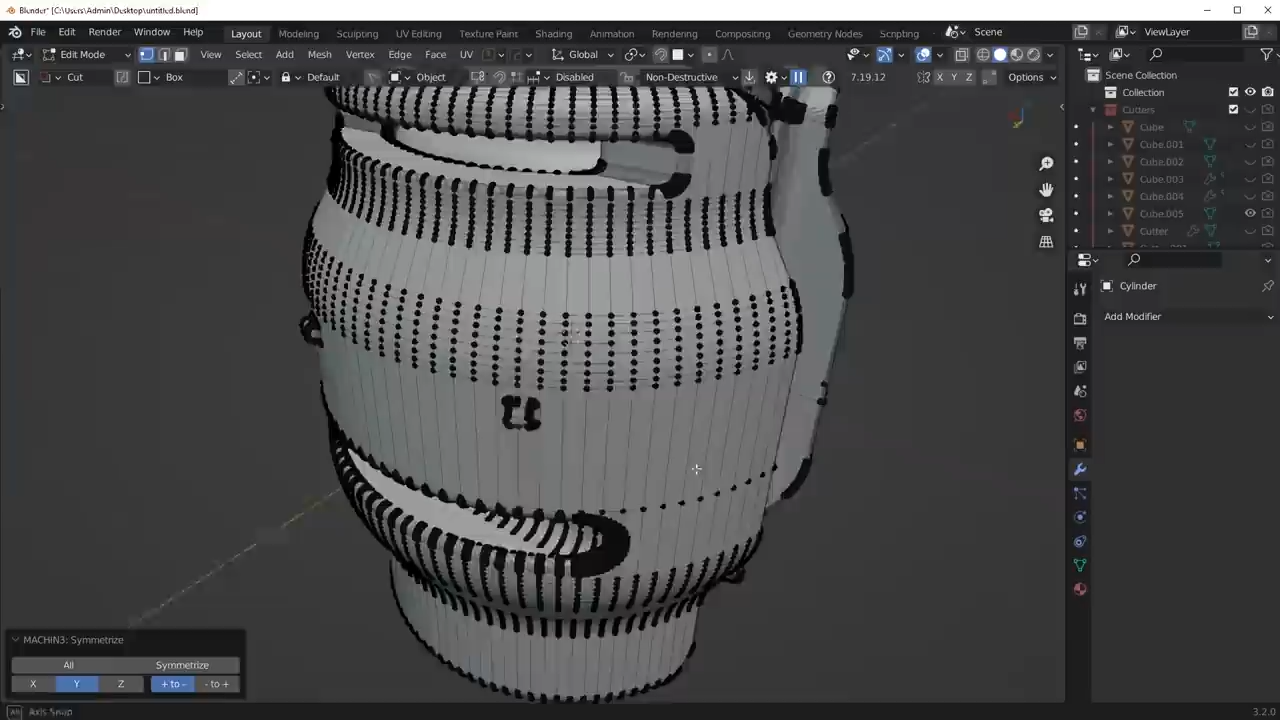 Blender* [C:\Users\Admin\Desktop\untitled.blend]
File Edit Render Window Help Layout Modeling Sculpting UV Editing Texture Paint Shading Animation Rendering Compositing Geometry Nodes Scripting Scene ViewLayer
Edit Mode View Select Add Mesh Vertex Edge Face UV Global
Cut Box Default Object Disabled Non-Destructive 7.19.12 X Y Z Options
Scene Collection
Collection
Cutters
Cube
Cube.001
Cube.002
Cube.003
Cube.004
Cube.005
Cutter
Cylinder
Add Modifier
MACHIN3: Symmetrize
All Symmetrize
X Y Z + to - - to +
Alt Axis Snap
3.2.0